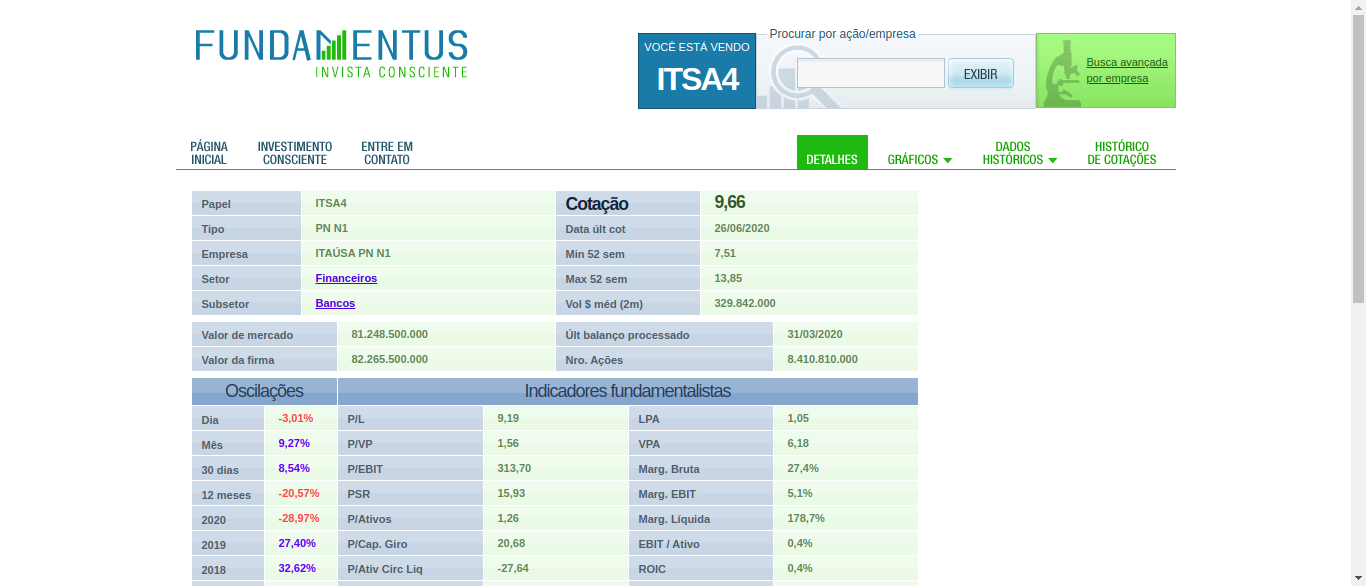 FUNDAMENTUS
INVISTA CONSCIENTE
VOCÊ ESTÁ VENDO
ITSA4
Procurar por ação/empresa
EXIBIR
Busca avançada
por empresa
PÁGINA
INICIAL
INVESTIMENTO
CONSCIENTE
ENTRE EM
CONTATO
DETALHES
GRÁFICOS
DADOS
HISTÓRICOS
HISTÓRICO
DE COTAÇÕES
Papel ITSA4 Cotação 9,66
Tipo PN N1 Data últ cot 26/06/2020
Empresa ITAÚSA PN N1 Min 52 sem 7,51
Setor Financeiros Max 52 sem 13,85
Subsetor Bancos Vol $ méd (2m) 329.842.000
Valor de mercado 81.248.500.000 Últ balanço processado 31/03/2020
Valor da firma 82.265.500.000 Nro. Ações 8.410.810.000
Oscilações Indicadores fundamentalistas
Dia -3,01% P/L 9,19 LPA 1,05
Mês 9,27% P/VP 1,56 VPA 6,18
30 dias 8,54% P/EBIT 313,70 Marg. Bruta 27,4%
12 meses -20,57% PSR 15,93 Marg. EBIT 5,1%
2020 -28,97% P/Ativos 1,26 Marg. Líquida 178,7%
2019 27,40% P/Cap. Giro 20,68 EBIT / Ativo 0,4%
2018 32,62% P/Ativ Circ Liq -27,64 ROIC 0,4%